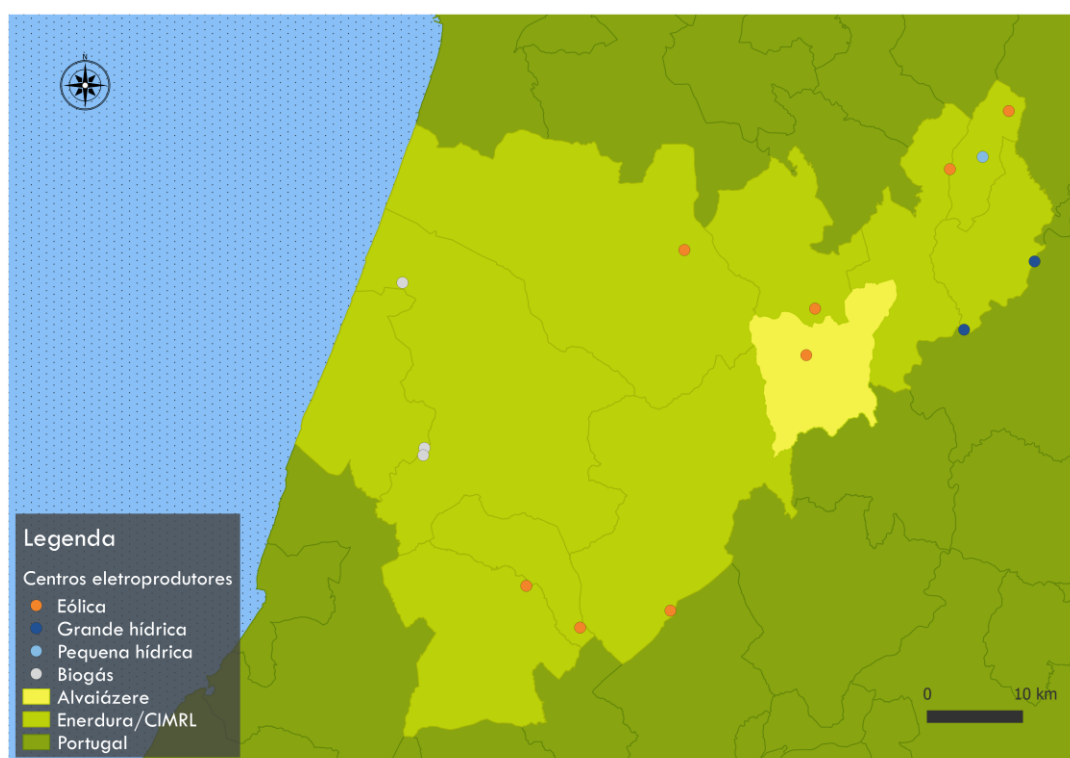 N
Legenda
Centros eletroprodutores
Eólica
Grande hídrica
Pequena hídrica
Biogás
Alvaiázere
Enerdura/CIMRL
Portugal
0 10 km